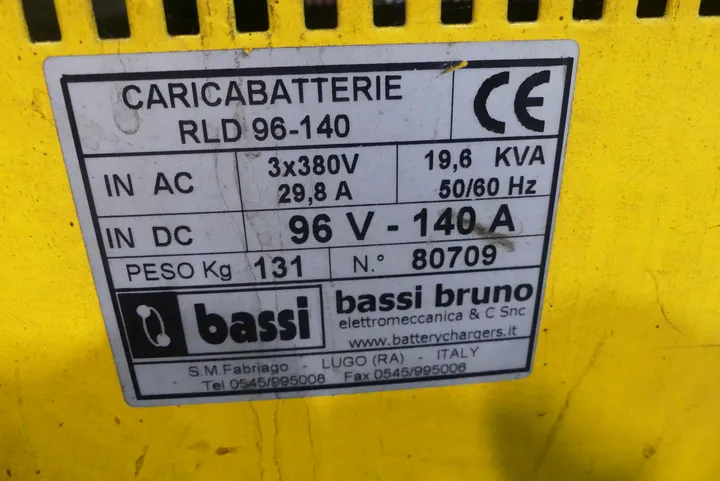 CARICABATTERIE
RLD 96-140
CE
IN AC 3x380V 19,6 KVA
29,8 A 50/60 Hz
IN DC 96 V - 140 A
PESO Kg 131 N.° 80709
bassi
bassi bruno
elettromeccanica & C Snc
www.batterychargers.it
S.M.Fabriago - LUGO (RA) - ITALY
Tel 0545/995008 Fax 0545/995006